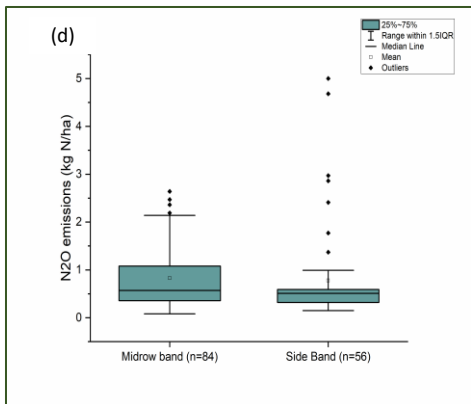 (d)
25%~75%
Range within 1.5IQR
Median Line
Mean
Outliers
N2O emissions (kg N/ha)
5
4
3
2
1
0
Midrow band (n=84)
Side Band (n=56)